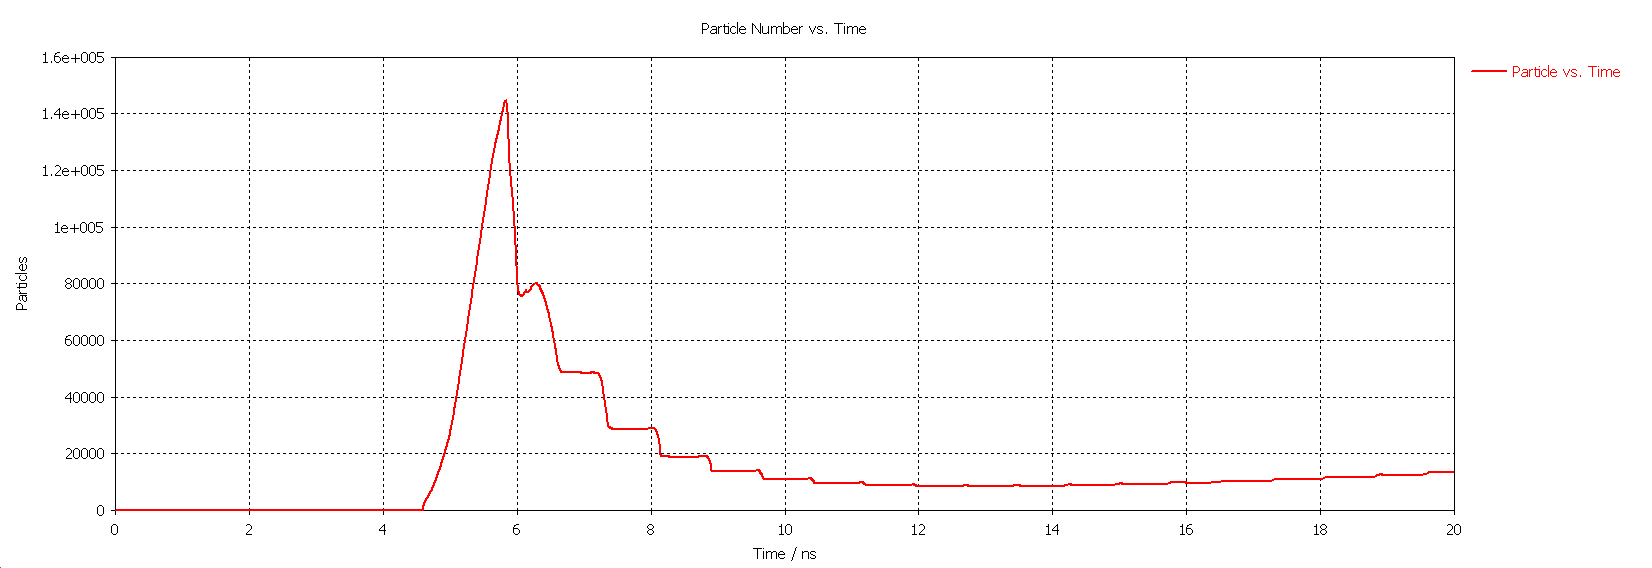 Particle Number vs. Time
1.6e+005
1.4e+005
1.2e+005
1e+005
80000
60000
40000
20000
0
Particles
0 2 4 6 8 10 12 14 16 18 20
Time / ns
Particle vs. Time